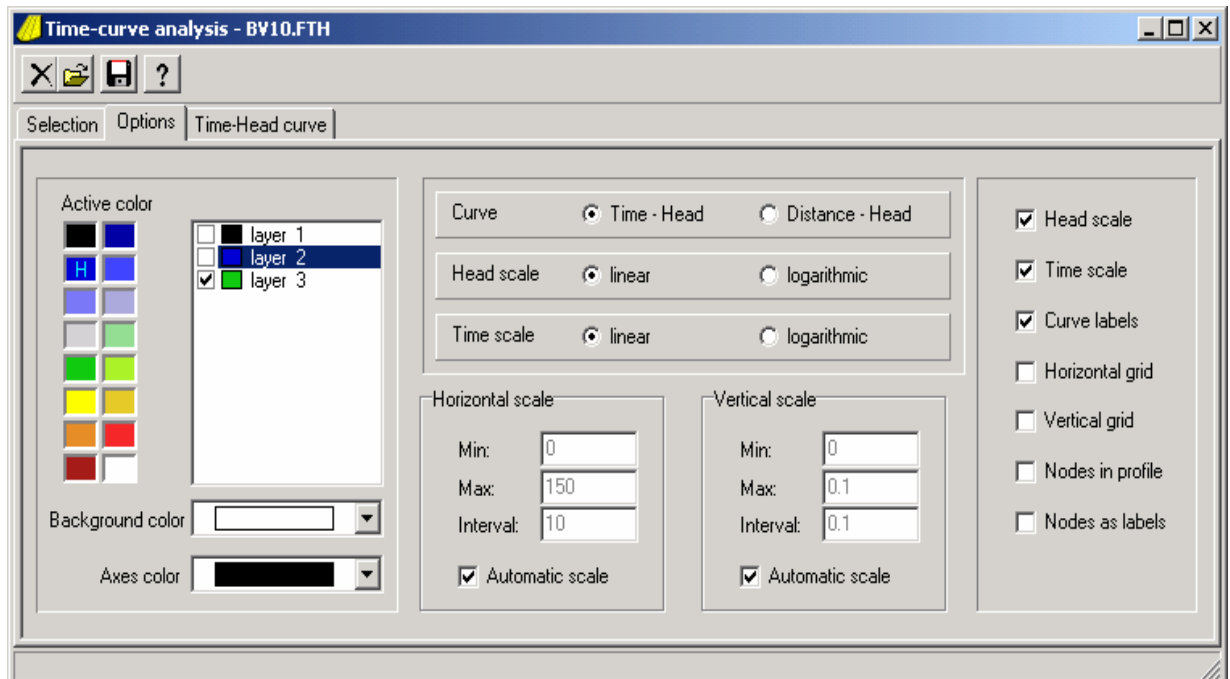 Time-curve analysis - BV10.FTH
?
Selection Options Time-Head curve
Active color
H
layer 1
layer 2
layer 3
Background color
Axes color
Curve Time - Head Distance - Head
Head scale linear logarithmic
Time scale linear logarithmic
Horizontal scale
Min: 0
Max: 150
Interval: 10
Automatic scale
Vertical scale
Min: 0
Max: 0.1
Interval: 0.1
Automatic scale
Head scale
Time scale
Curve labels
Horizontal grid
Vertical grid
Nodes in profile
Nodes as labels